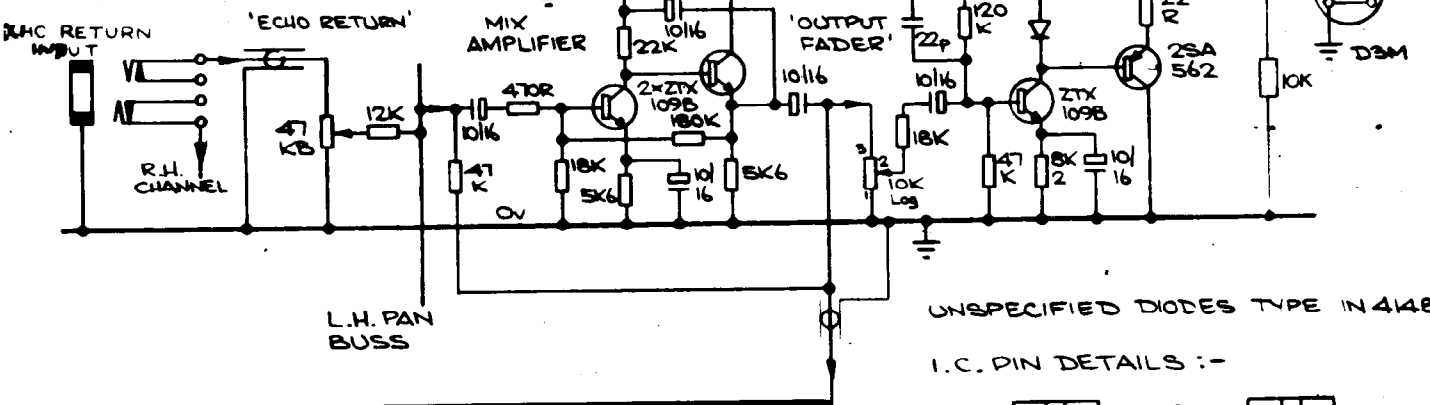 RETURN
INPUT
'ECHO RETURN'
MIX
AMPLIFIER
'OUTPUT
FADER'
10/16
22K
22p
120
K
R
2SA
562
D3M
10K
10/16
10/16
470R
2×ZTX
109B
ZTX
109B
12K
47
KB
10/16
180K
18K
R.H.
CHANNEL
47
K
18K
5K6
10/
16
5K6
3
2
1
10K
Log
47
K
8K
2
10/
16
0v
L.H. PAN
BUSS
UNSPECIFIED DIODES TYPE IN 4148
I.C. PIN DETAILS :-